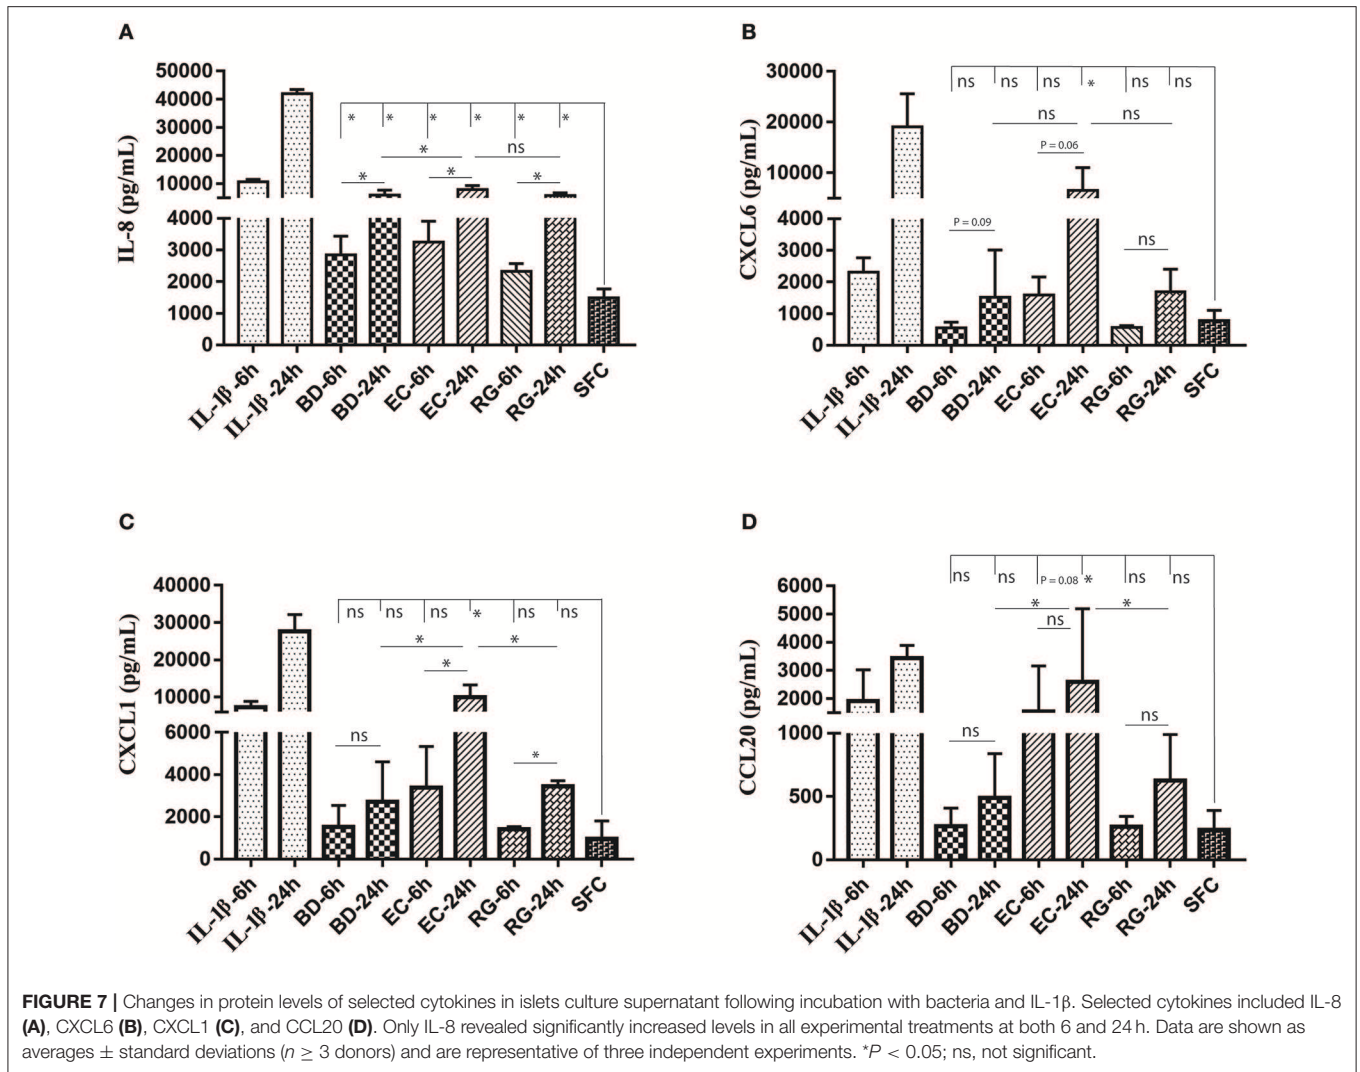 A
IL-8 (pg/mL)
50000
40000
30000
20000
10000
4000
3000
2000
1000
0
* * * * * *
* ns
* * *
IL-1β-6h
IL-1β-24h
BD-6h
BD-24h
EC-6h
EC-24h
RG-6h
RG-24h
SFC
B
CXCL6 (pg/mL)
30000
20000
10000
4000
3000
2000
1000
0
ns ns ns * ns ns
ns ns
P = 0.06
P = 0.09
ns
IL-1β-6h
IL-1β-24h
BD-6h
BD-24h
EC-6h
EC-24h
RG-6h
RG-24h
SFC
C
CXCL1 (pg/mL)
40000
30000
20000
10000
6000
4000
2000
0
ns ns ns * ns ns
* *
*
ns
*
IL-1β-6h
IL-1β-24h
BD-6h
BD-24h
EC-6h
EC-24h
RG-6h
RG-24h
SFC
D
CCL20 (pg/mL)
6000
5000
4000
3000
2000
1000
500
0
ns ns P = 0.08 * ns ns
* *
ns
ns
ns
IL-1β-6h
IL-1β-24h
BD-6h
BD-24h
EC-6h
EC-24h
RG-6h
RG-24h
SFC
FIGURE 7 | Changes in protein levels of selected cytokines in islets culture supernatant following incubation with bacteria and IL-1β. Selected cytokines included IL-8
(A), CXCL6 (B), CXCL1 (C), and CCL20 (D). Only IL-8 revealed significantly increased levels in all experimental treatments at both 6 and 24 h. Data are shown as
averages ± standard deviations (n ≥ 3 donors) and are representative of three independent experiments. *P < 0.05; ns, not significant.